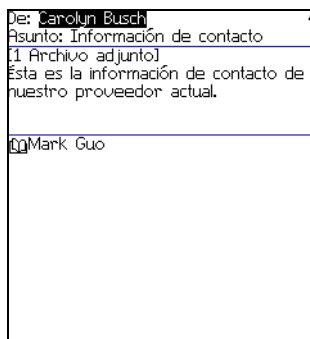 De: Carolyn Busch
Asunto: Información de contacto
[1 Archivo adjunto]
Esta es la información de contacto de
nuestro proveedor actual.
Mark Guo